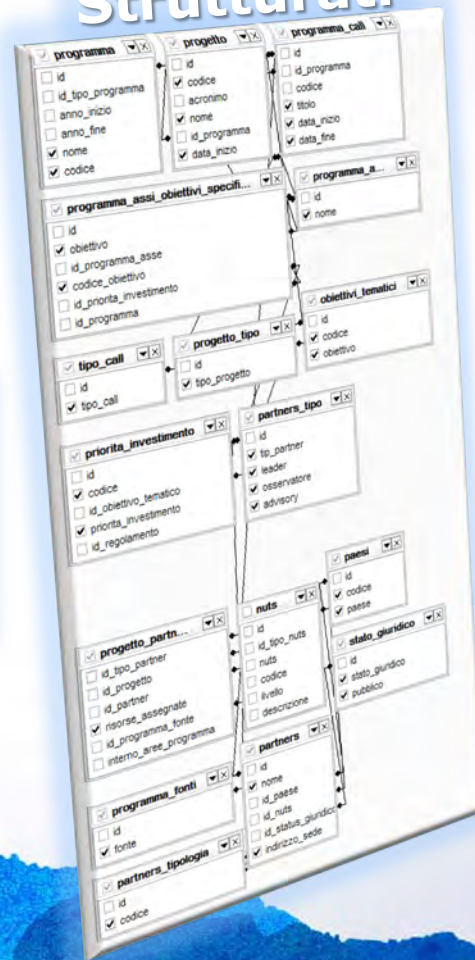 Strutturati
programma
id
id_tipo_programma
anno_inizio
anno_fine
nome
codice
progetto
id
codice
acronimo
nome
id_programma
data_inizio
programma_call
id
id_programma
codice
titolo
data_inizio
data_fine
programma_assi_obiettivi_specifi...
id
obiettivo
id_programma_asse
codice_obiettivo
id_priorita_investimento
id_programma
programma_a...
id
nome
obiettivi_tematici
id
codice
obiettivo
tipo_call
id
tipo_call
progetto_tipo
id
tipo_progetto
priorita_investimento
id
codice
id_obiettivo_tematico
priorita_investimento
id_regolamento
partners_tipo
id
tip_partner
leader
osservatore
advisory
paesi
id
codice
paese
progetto_partn...
id_tipo_partner
id_progetto
id_partner
risorse_assegnate
id_programma_fonte
interno_aree_programma
nuts
id
id_tipo_nuts
nuts
codice
livello
descrizione
stato_giuridico
id
stato_giuridico
pubblico
partners
id
nome
id_paese
id_nuts
id_status_giuridico
indirizzo_sede
programma_fonti
id
fonte
partners_tipologia
id
codice